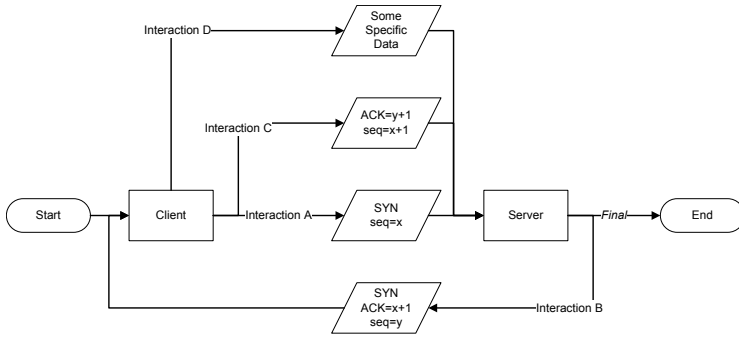 Interaction D
Some
Specific
Data
Interaction C
ACK=y+1
seq=x+1
Start
Client
Interaction A
SYN
seq=x
Server
Final
End
SYN
ACK=x+1
seq=y
Interaction B